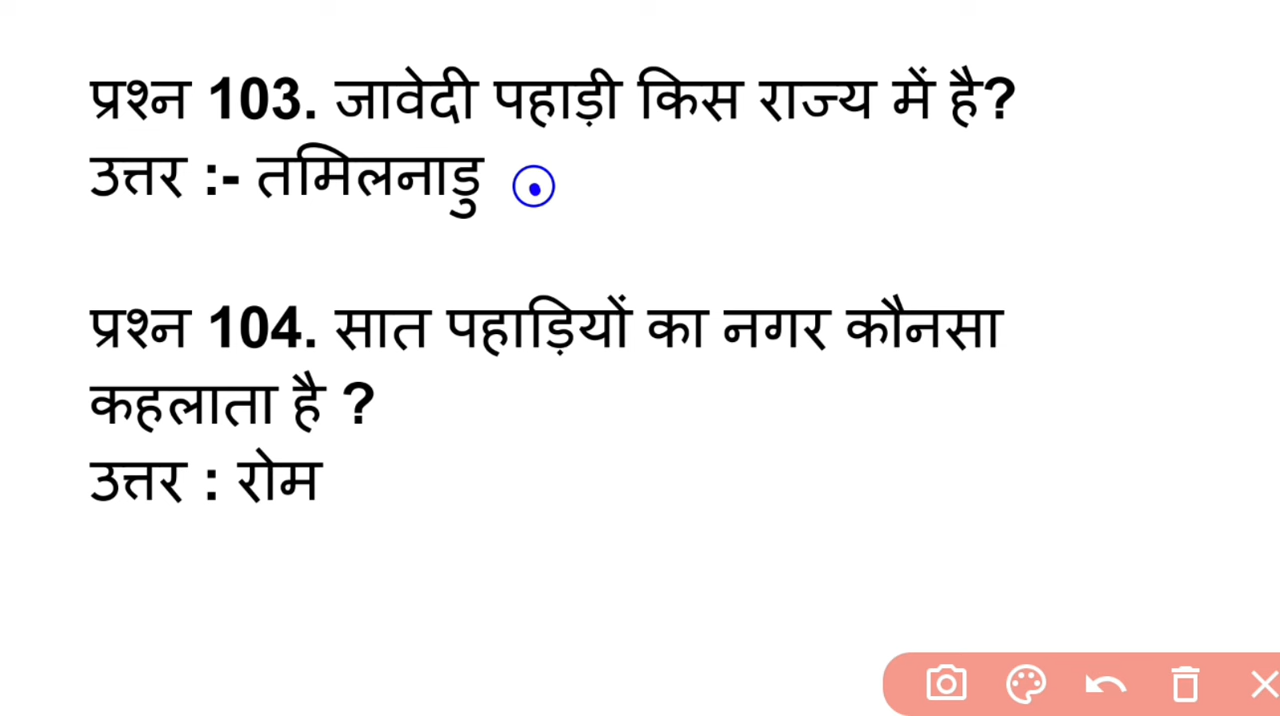 प्रश्न 103. जावेदी पहाड़ी किस राज्य में है?
उत्तर :- तमिलनाडु
प्रश्न 104. सात पहाड़ियों का नगर कौनसा
कहलाता है ?
उत्तर : रोम